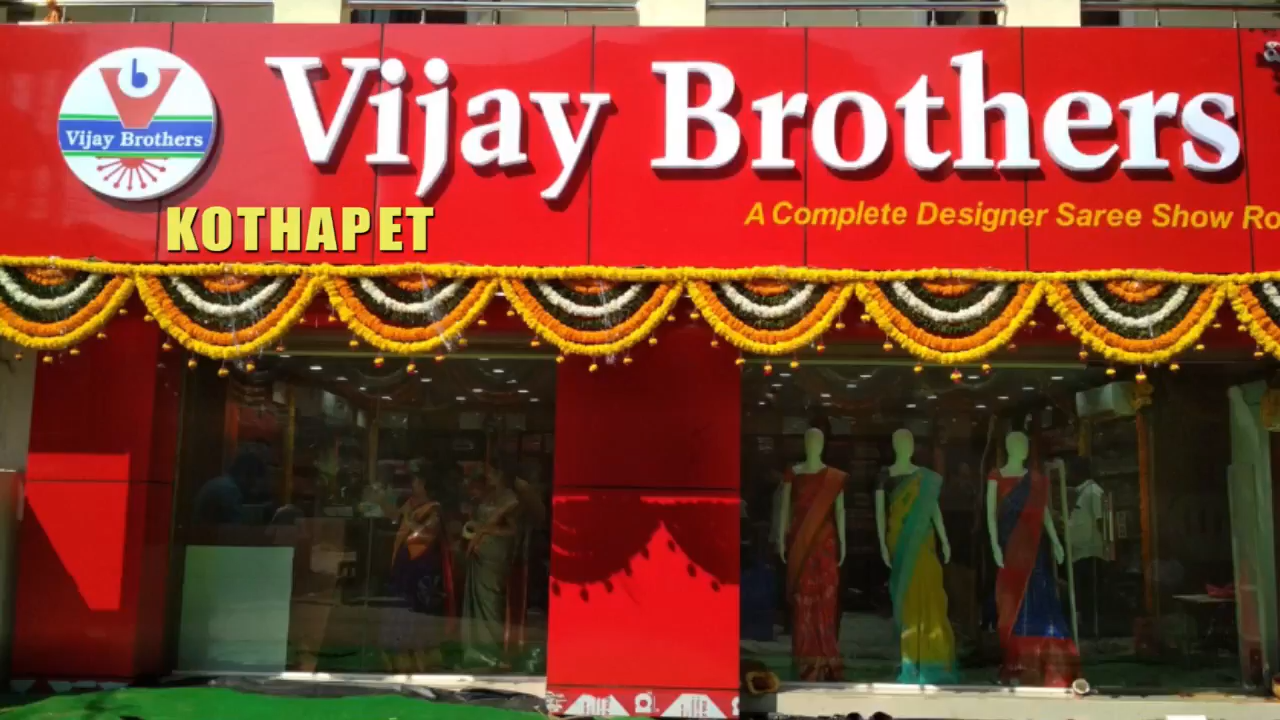 b
Vijay Brothers
Vijay Brothers
KOTHAPET
A Complete Designer Saree Show Ro